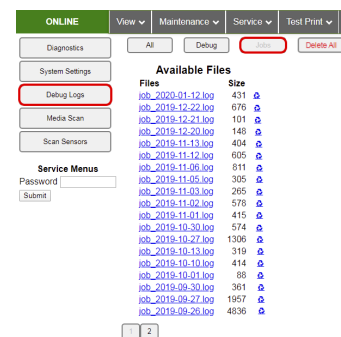 ONLINE View Maintenance Service Test Print
Diagnostics All Debug Jobs Delete All
System Settings
Debug Logs
Media Scan
Scan Sensors
Service Menus
Password
Submit
Available Files
Files Size
job_2020-01-12.log 431
job_2019-12-22.log 676
job_2019-12-21.log 101
job_2019-12-20.log 148
job_2019-11-13.log 404
job_2019-11-12.log 605
job_2019-11-06.log 811
job_2019-11-05.log 305
job_2019-11-03.log 265
job_2019-11-02.log 578
job_2019-11-01.log 415
job_2019-10-30.log 574
job_2019-10-27.log 1306
job_2019-10-13.log 319
job_2019-10-10.log 414
job_2019-10-01.log 88
job_2019-09-30.log 361
job_2019-09-27.log 1957
job_2019-09-26.log 4836
1 2